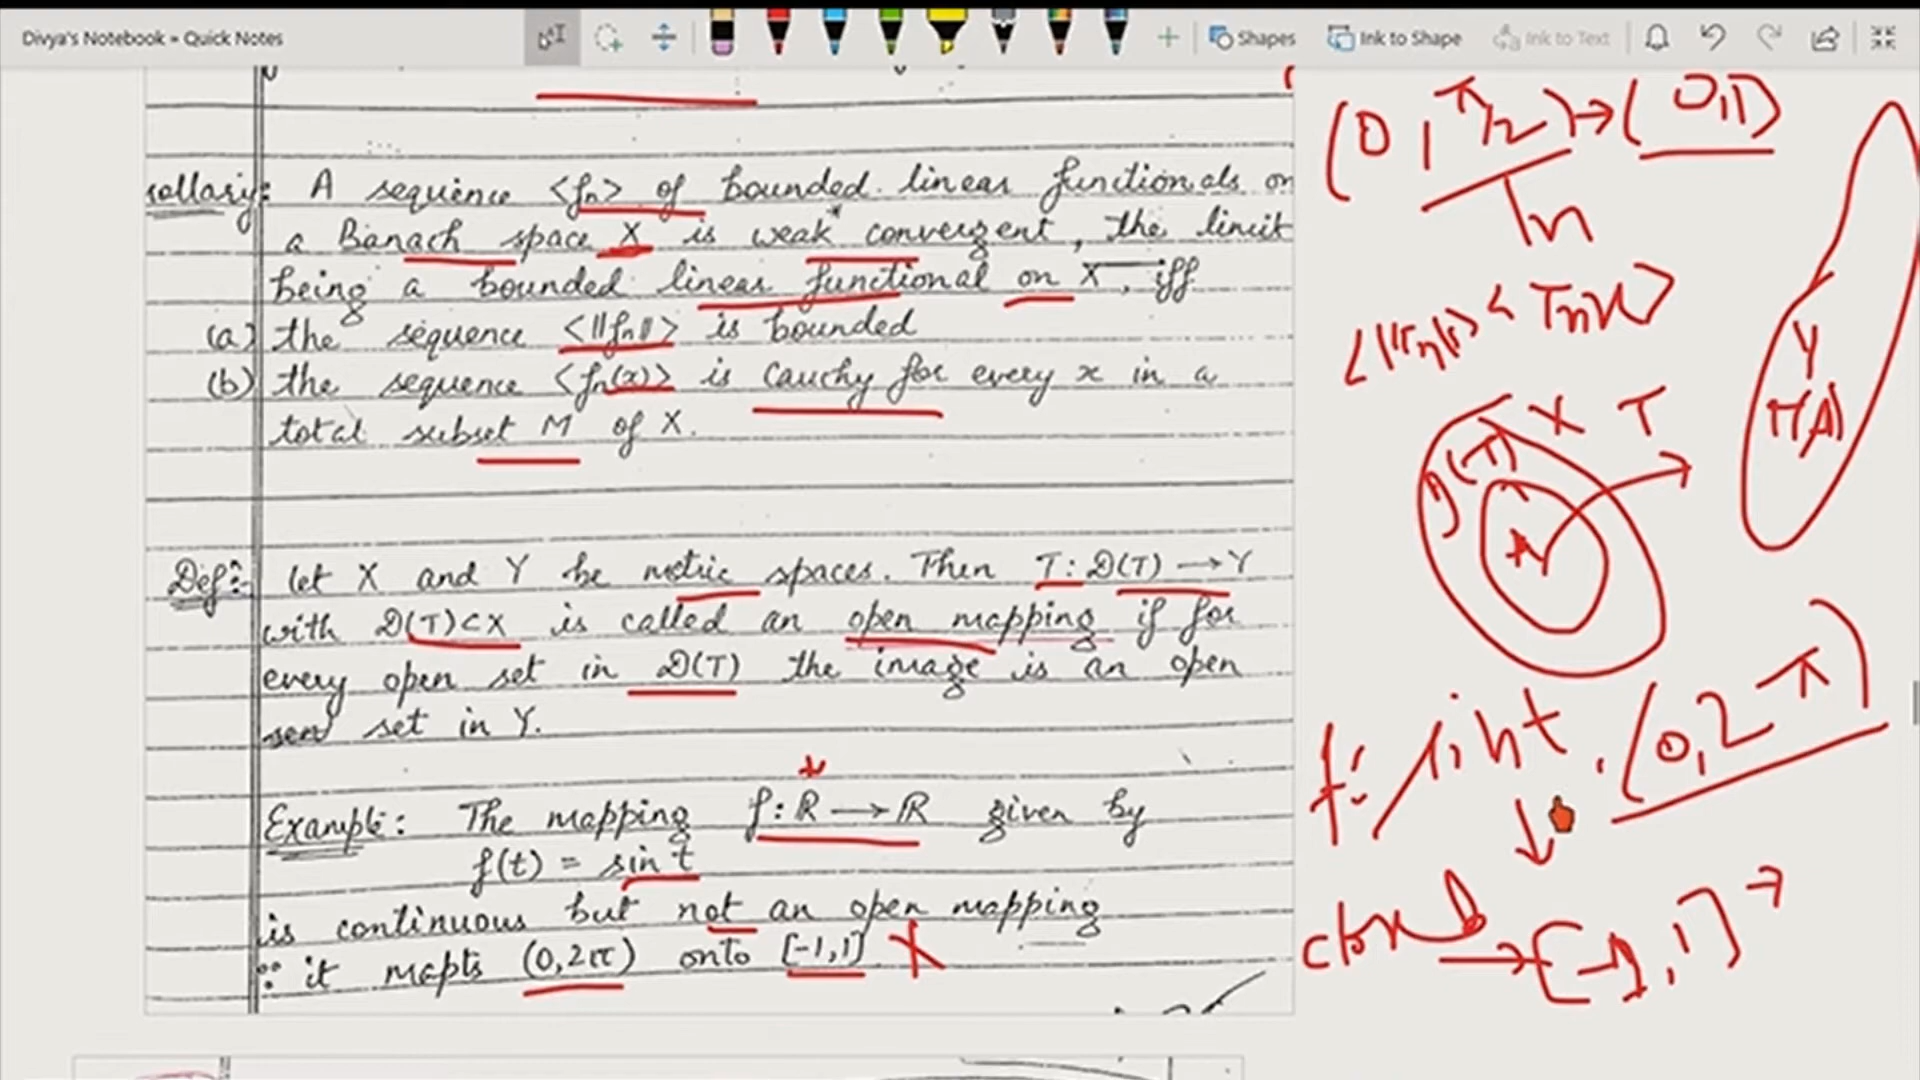 Divya's Notebook » Quick Notes
Shapes
Ink to Shape
Ink to Text
ollary: A sequence <fn> of bounded linear functionals on
a Banach space X is weak* convergent, the limit
being a bounded linear functional on X, iff
(a) the sequence <||fn||> is bounded
(b) the sequence <fn(x)> is Cauchy for every x in a
total subset M of X.
Def:- let X and Y be metric spaces. Then T: D(T) → Y
with D(T)⊂X is called an open mapping if for
every open set in D(T) the image is an open
set in Y.
Example: The mapping f: R → R given by
f(t) = sin t
is continuous but not an open mapping
∵ it mapts (0,2π) onto [-1,1] X
(0, π/2) → (0,1)
Tn
<||Tn||> < Tnx>
X T
D(T)
A
Y
T(A)
f: sint . (0,2π)
↓
closed → [-1,1] →